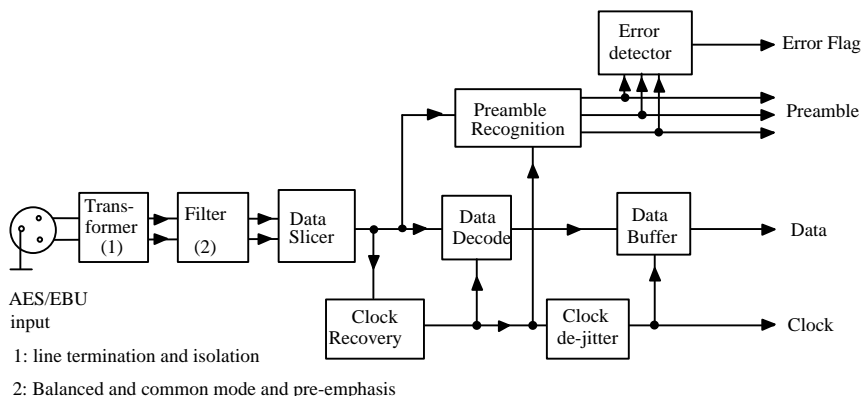 Error
detector
Error Flag
Preamble
Recognition
Preamble
Trans-
former
(1)
Filter
(2)
Data
Slicer
Data
Decode
Data
Buffer
Data
AES/EBU
input
Clock
Recovery
Clock
de-jitter
Clock
1: line termination and isolation
2: Balanced and common mode and pre-emphasis